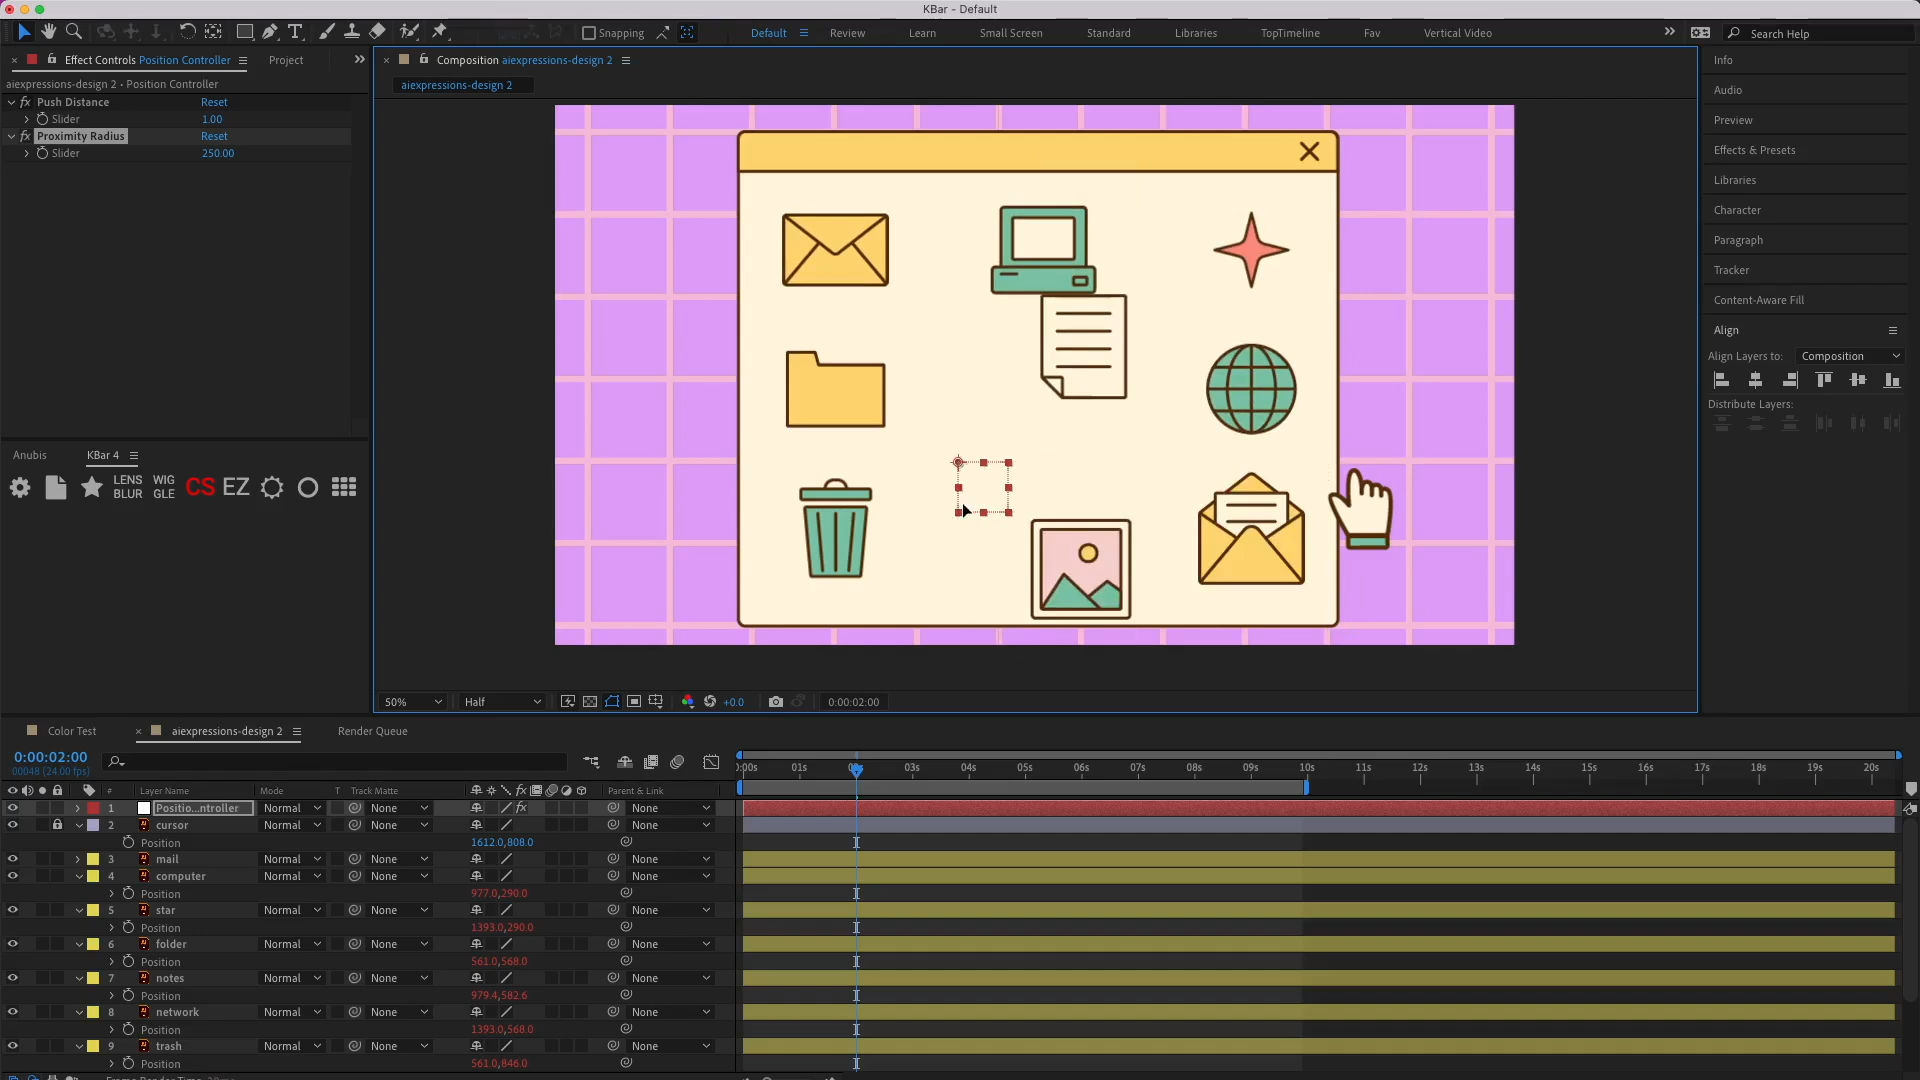 KBar - Default
Snapping
Default
Review
Learn
Small Screen
Standard
Libraries
TopTimeline
Fav
Vertical Video
Search Help
Effect Controls Position Controller
Project
Composition aiexpressions-design 2
aiexpressions-design 2 • Position Controller
aiexpressions-design 2
Push Distance
Reset
Slider
1.00
Proximity Radius
Reset
Slider
250.00
Info
Audio
Preview
Effects & Presets
Libraries
Character
Paragraph
Tracker
Content-Aware Fill
Align
Align Layers to:
Composition
Distribute Layers:
Anubis
KBar 4
LENS BLUR
WIG GLE
CS
EZ
50%
Half
+0.0
0:00:02:00
Color Test
aiexpressions-design 2
Render Queue
0:00:02:00
00048 (24.00 fps)
:00s 01s 03s 04s 05s 06s 07s 08s 09s 10s 11s 12s 13s 14s 15s 16s 17s 18s 19s 20s
# Layer Name Mode T Track Matte Parent & Link
1 Positio...ntroller Normal None None
2 cursor Normal None None
Position 1612.0,808.0
3 mail Normal None None
4 computer Normal None None
Position 977.0,290.0
5 star Normal None None
Position 1393.0,290.0
6 folder Normal None None
Position 561.0,568.0
7 notes Normal None None
Position 979.4,582.6
8 network Normal None None
Position 1393.0,568.0
9 trash Normal None None
Position 561.0,846.0